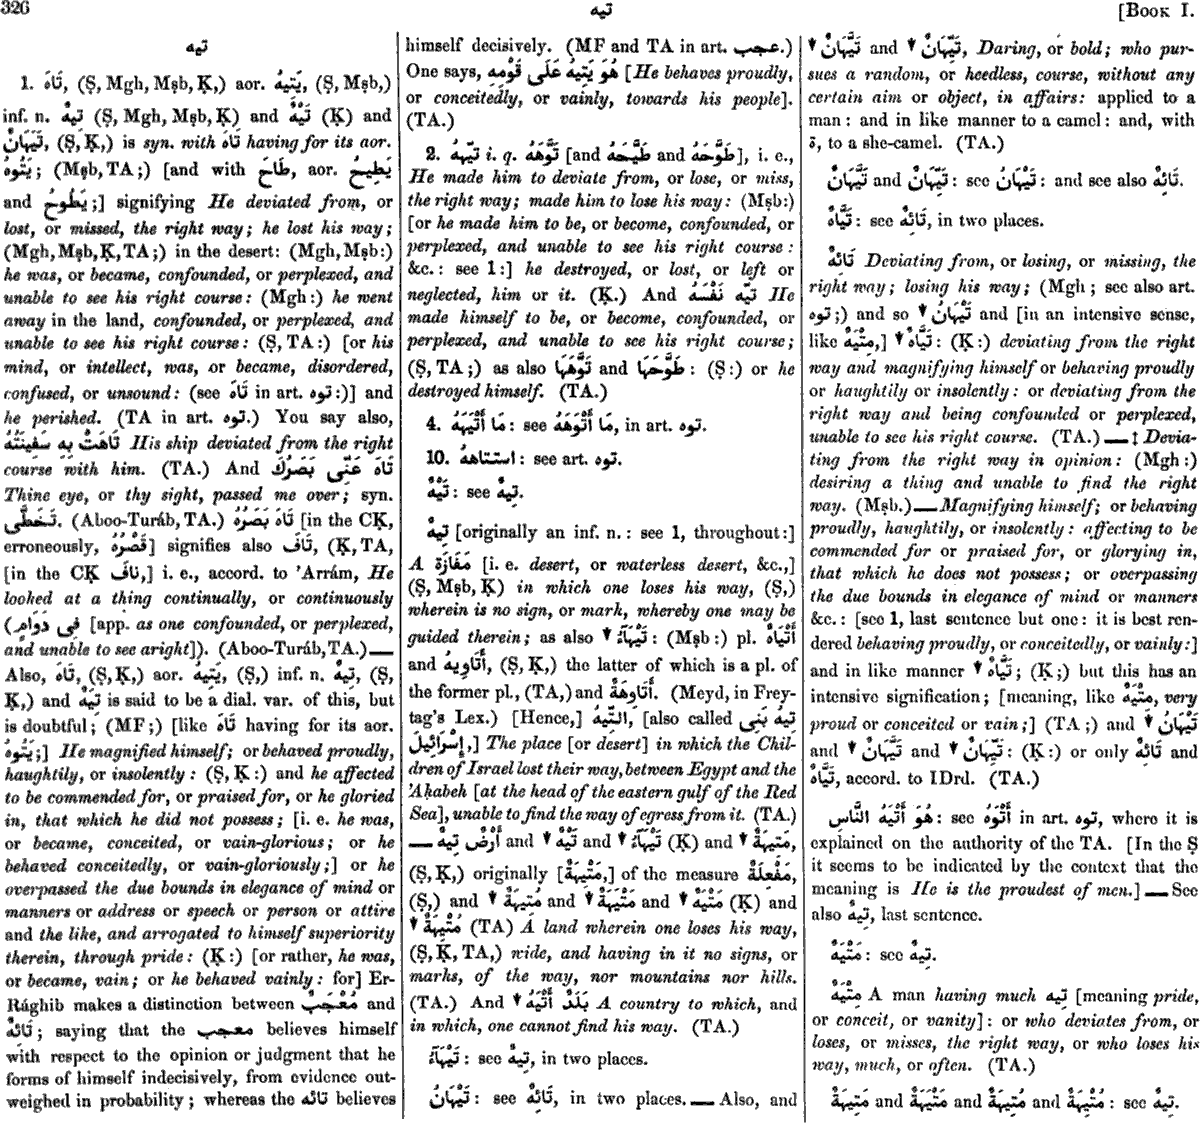 326
تيه
[BOOK I.
تيه
1. تَاهَ, (Ṣ, Mgh, Mṣb, Ḳ,) aor. يَتِيهُ, (Ṣ, Mṣb,)
inf. n. تِيهٌ (Ṣ, Mgh, Mṣb, Ḳ) and تَيْهٌ (Ḳ) and
تَيَهَانٌ, (Ṣ, Ḳ,) is syn. with تَاهَ having for its aor.
يَتُوهُ; (Mṣb, TA;) [and with طَاحَ, aor. يَطِيحُ
and يَطُوحُ;] signifying He deviated from, or
lost, or missed, the right way; he lost his way;
(Mgh, Mṣb, Ḳ, TA;) in the desert: (Mgh, Mṣb:)
he was, or became, confounded, or perplexed, and
unable to see his right course: (Mgh:) he went
away in the land, confounded, or perplexed, and
unable to see his right course: (Ṣ, TA:) [or his
mind, or intellect, was, or became, disordered,
confused, or unsound: (see تَاهَ in art. توه:)] and
he perished. (TA in art. توه.) You say also,
تَاهَتْ بِهِ سَفِينَتُهُ His ship deviated from the right
course with him. (TA.) And تَاهَ عَنِّى بَصَرُكَ
Thine eye, or thy sight, passed me over; syn.
تَخَطَّى. (Aboo-Turáb, TA.) تَاهَ بَصَرُهُ [in the CḲ,
erroneously, قَصْرُهُ] signifies also تَافَ, (Ḳ, TA,
[in the CḲ نافَ,] i. e., accord. to 'Arrám, He
looked at a thing continually, or continuously
(فِى دَوَامٍ [app. as one confounded, or perplexed,
and unable to see aright]). (Aboo-Turáb, TA.) —
Also, تَاهَ, (Ṣ, Ḳ,) aor. يَتِيهُ, (Ṣ,) inf. n. تِيهٌ, (Ṣ,
Ḳ,) and تَيْهٌ is said to be a dial. var. of this, but
is doubtful; (MF;) [like تَاهَ having for its aor.
يَتُوهُ;] He magnified himself; or behaved proudly,
haughtily, or insolently: (Ṣ, Ḳ:) and he affected
to be commended for, or praised for, or he gloried
in, that which he did not possess; [i. e. he was,
or became, conceited, or vain-glorious; or he
behaved conceitedly, or vain-gloriously;] or he
overpassed the due bounds in elegance of mind or
manners or address or speech or person or attire
and the like, and arrogated to himself superiority
therein, through pride: (Ḳ:) [or rather, he was,
or became, vain; or he behaved vainly: for] Er-
Rághib makes a distinction between مُعْجَبٌ and
تَائِهٌ; saying that the معجب believes himself
with respect to the opinion or judgment that he
forms of himself indecisively, from evidence out-
weighed in probability; whereas the تائه believes
himself decisively. (MF and TA in art. عجب.)
One says, هُوَ يَتِيهُ عَلَى قَوْمِهِ [He behaves proudly,
or conceitedly, or vainly, towards his people].
(TA.)
2. تيّههُ i. q. تَوَّهَهُ [and طَيَّحَهُ and طَوَّحَهُ], i. e.,
He made him to deviate from, or lose, or miss,
the right way; made him to lose his way: (Mṣb:)
[or he made him to be, or become, confounded, or
perplexed, and unable to see his right course:
&c.: see 1:] he destroyed, or lost, or left or
neglected, him or it. (Ḳ.) And تيّه نَفْسَهُ He
made himself to be, or become, confounded, or
perplexed, and unable to see his right course;
(Ṣ, TA;) as also تَوَّهَهَا and طَوَّحَهَا: (Ṣ:) or he
destroyed himself. (TA.)
4. مَا أَتْيَهَهُ: see مَا أَتْوَهَهُ, in art. توه.
10. استتاههُ: see art. توه.
تَيْهٌ: see تِيهٌ.
تِيهٌ [originally an inf. n.: see 1, throughout:]
A مَفَازَة [i. e. desert, or waterless desert, &c.,]
(Ṣ, Mṣb, Ḳ) in which one loses his way, (Ṣ,)
wherein is no sign, or mark, whereby one may be
guided therein; as also ↓ تَيْهَآءُ: (Mṣb:) pl. أَتْيَاهٌ
and أَتَاوِيهُ, (Ṣ, Ḳ,) the latter of which is a pl. of
the former pl., (TA,) and أَتَاوِهَةٌ. (Meyd, in Frey-
tag's Lex.) [Hence,] التِّيهُ, [also called تِيهُ بَنِى
إِسْرَائِيلَ,] The place [or desert] in which the Chil-
dren of Israel lost their way, between Egypt and the
'Aḳabeh [at the head of the eastern gulf of the Red
Sea], unable to find the way of egress from it. (TA.)
— أَرْضٌ تِيهٌ and ↓ تَيْهٌ and ↓ تَيْهَآءُ (Ḳ) and ↓ مَتِيهَةٌ,
(Ṣ, Ḳ,) originally [مَتْيِهَةٌ,] of the measure مَفْعِلَةٌ,
(Ṣ,) and ↓ مُتِيهَةٌ and ↓ مَتْيَهَةٌ and ↓ مَتْيَهٌ (Ḳ) and
↓ مُتْيِهَةٌ (TA) A land wherein one loses his way,
(Ṣ, Ḳ, TA,) wide, and having in it no signs, or
marks, of the way, nor mountains nor hills.
(TA.) And ↓ بَلَدٌ أَتْيَهُ A country to which, and
in which, one cannot find his way. (TA.)
تَيْهَآءُ: see تِيهٌ, in two places.
تَيْهَانُ: see تَائِهٌ, in two places. — Also, and
↓ تَيَّهَانٌ and ↓ تَيِّهَانٌ, Daring, or bold; who pur-
sues a random, or heedless, course, without any
certain aim or object, in affairs: applied to a
man: and in like manner to a camel: and, with
ة, to a she-camel. (TA.)
تَيَّهَانٌ and تَيِّهَانٌ: see تَيْهَانُ: and see also تَائِهٌ.
تَيَّاهٌ: see تَائِهٌ, in two places.
تَائِهٌ Deviating from, or losing, or missing, the
right way; losing his way; (Mgh; see also art.
توه;) and so ↓ تَيْهَانُ and [in an intensive sense,
like مِتْيَهٌ,] ↓ تَيَّاهٌ: (Ḳ:) deviating from the right
way and magnifying himself or behaving proudly
or haughtily or insolently: or deviating from the
right way and being confounded or perplexed,
unable to see his right course. (TA.) — ‡ Devia-
ting from the right way in opinion: (Mgh:)
desiring a thing and unable to find the right
way. (Mṣb.) — Magnifying himself; or behaving
proudly, haughtily, or insolently: affecting to be
commended for or praised for, or glorying in,
that which he does not possess; or overpassing
the due bounds in elegance of mind or manners
&c.: [see 1, last sentence but one: it is best ren-
dered behaving proudly, or conceitedly, or vainly:]
and in like manner ↓ تَيَّاهٌ; (Ḳ;) but this has an
intensive signification; [meaning, like مِتْيَهٌ, very
proud or conceited or vain;] (TA;) and ↓ تَيْهَانُ
and ↓ تَيَّهَانٌ and ↓ تَيِّهَانٌ: (Ḳ:) or only تَائِهٌ and
تَيَّاهٌ, accord. to IDrd. (TA.)
هُوَ أَتْيَهُ النَّاسِ: see أَتْوَهُ in art. توه, where it is
explained on the authority of the TA. [In the Ṣ
it seems to be indicated by the context that the
meaning is He is the proudest of men.] — See
also تِيهٌ, last sentence.
مَتْيَهٌ: see تِيهٌ.
مِتْيَهٌ A man having much تِيه [meaning pride,
or conceit, or vanity]: or who deviates from, or
loses, or misses, the right way, or who loses his
way, much, or often. (TA.)
مَتِيهَةٌ and مَتْيَهَةٌ and مُتِيهَةٌ and مُتْيِهَةٌ: see تِيهٌ.